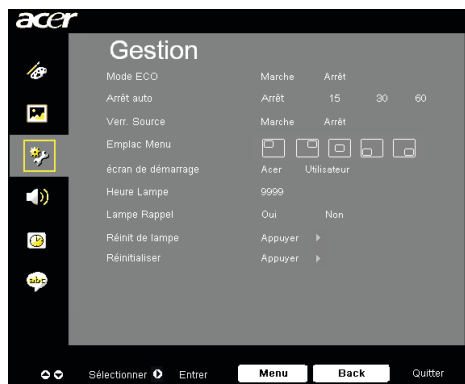 acer
Gestion
Mode ECO Marche Arrêt
Arrêt auto Arrêt 15 30 60
Verr. Source Marche Arrêt
Emplac Menu
écran de démarrage Acer Utilisateur
Heure Lampe 9999
Lampe Rappel Oui Non
Réinit de lampe Appuyer
Réinitialiser Appuyer
abc
Sélectionner Entrer Menu Back Quitter